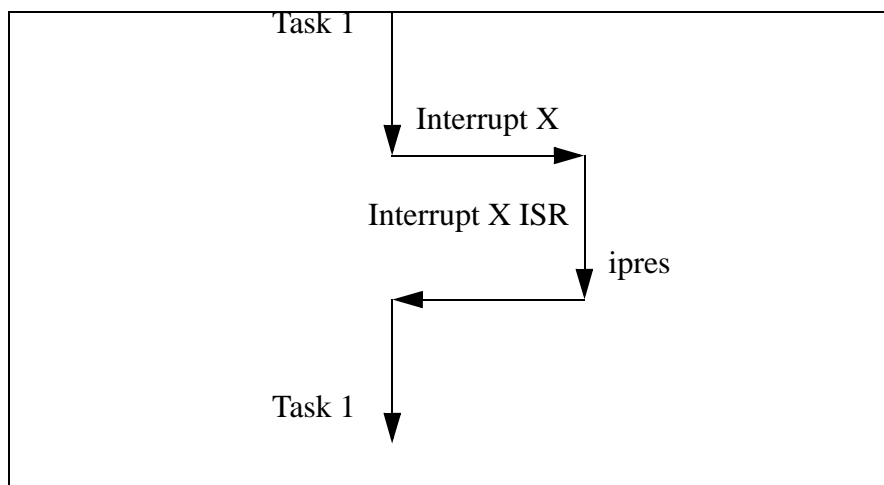 Task 1
Interrupt X
Interrupt X ISR
ipres
Task 1